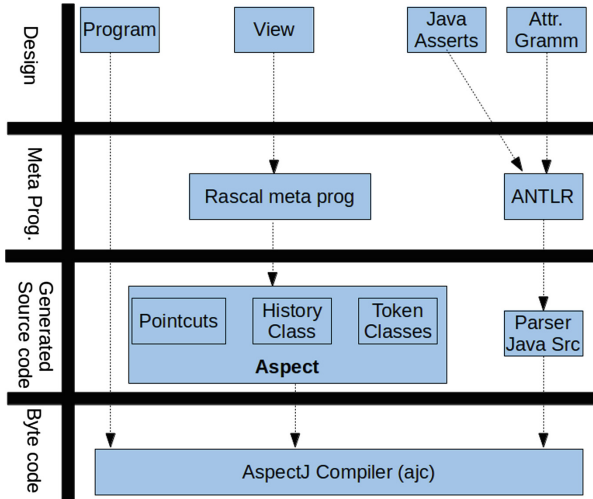 Design
Program
View
Java
Asserts
Attr.
Gramm
Meta Prog.
Rascal meta prog
ANTLR
Generated
Source code
Pointcuts
History
Class
Token
Classes
Aspect
Parser
Java Src
Byte code
AspectJ Compiler (ajc)